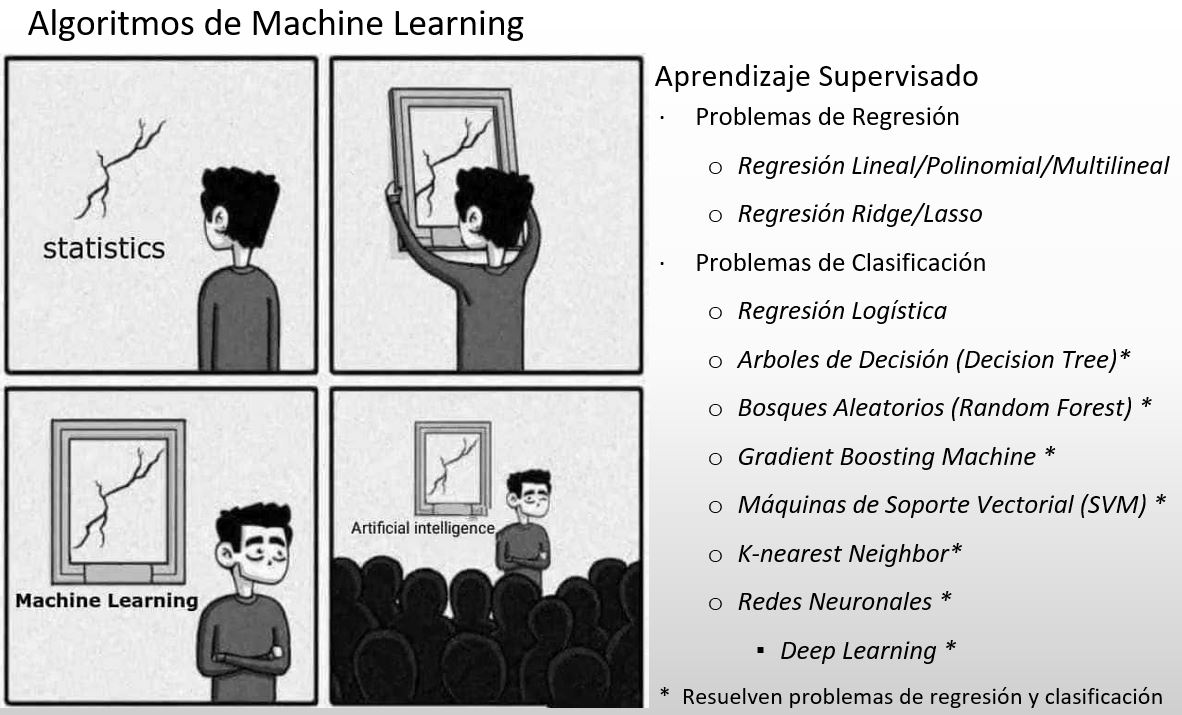 Algoritmos de Machine Learning
statistics
Machine Learning
Artificial intelligence
Aprendizaje Supervisado
· Problemas de Regresión
o Regresión Lineal/Polinomial/Multilineal
o Regresión Ridge/Lasso
· Problemas de Clasificación
o Regresión Logística
o Arboles de Decisión (Decision Tree)*
o Bosques Aleatorios (Random Forest) *
o Gradient Boosting Machine *
o Máquinas de Soporte Vectorial (SVM) *
o K-nearest Neighbor*
o Redes Neuronales *
▪ Deep Learning *
* Resuelven problemas de regresión y clasificación